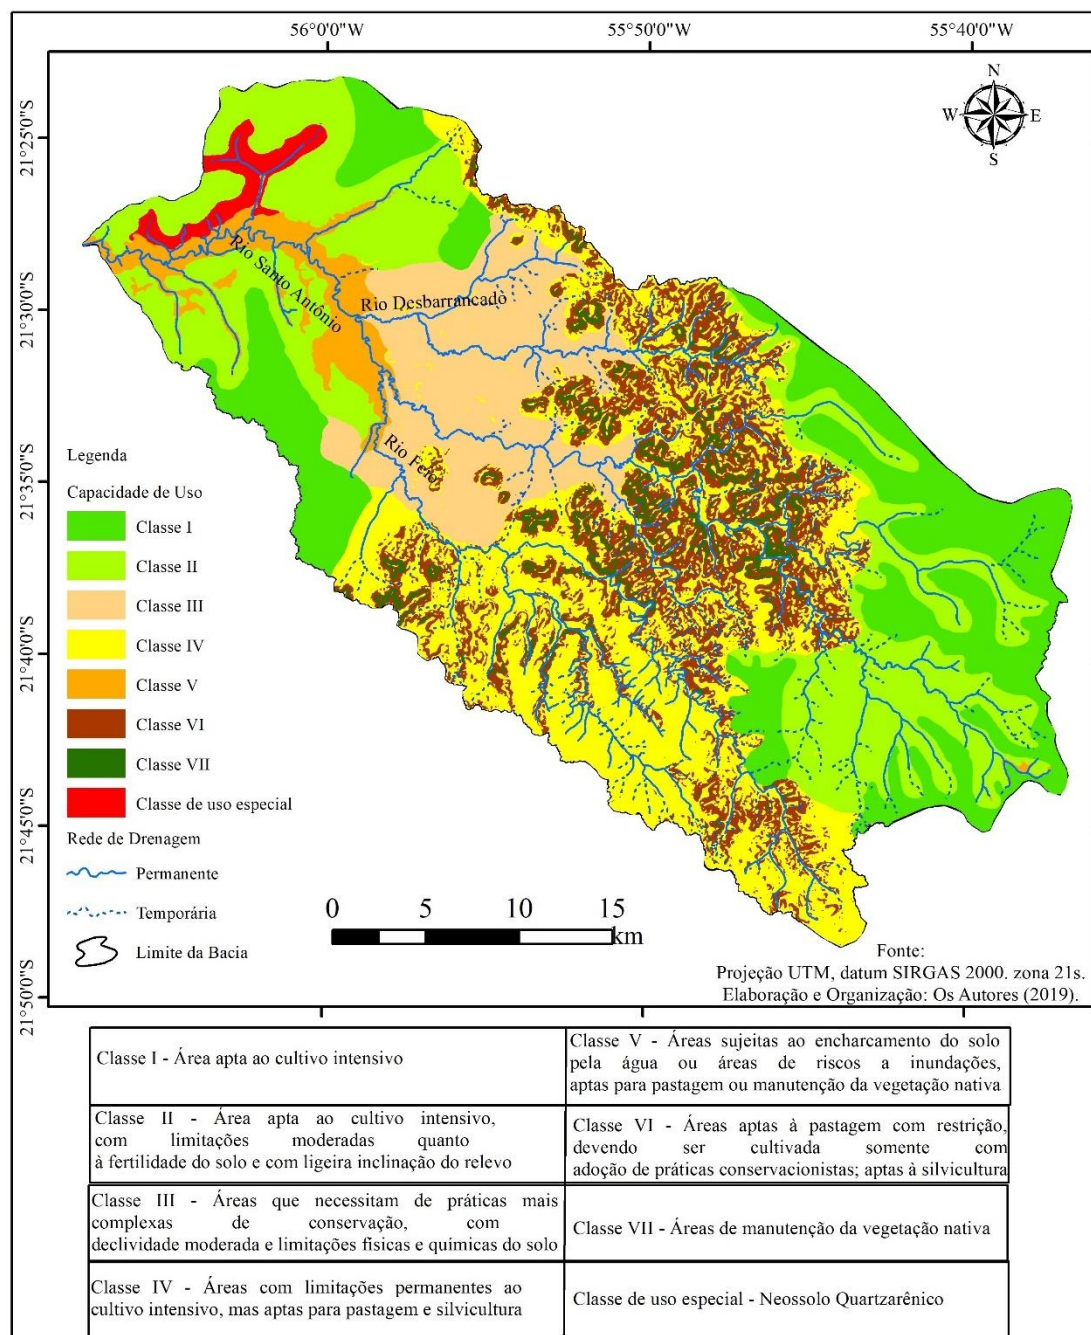 56°0'0"W 55°50'0"W 55°40'0"W
N
W E
S
21°25'0"S
21°30'0"S
21°35'0"S
21°40'0"S
21°45'0"S
21°50'0"S
Rio Santo Antônio
Rio Desbarrancado
Rio Feio
Legenda
Capacidade de Uso
Classe I
Classe II
Classe III
Classe IV
Classe V
Classe VI
Classe VII
Classe de uso especial
Rede de Drenagem
Permanente
Temporária
Limite da Bacia
0 5 10 15
km
Fonte:
Projeção UTM, datum SIRGAS 2000. zona 21s.
Elaboração e Organização: Os Autores (2019).
Classe I - Área apta ao cultivo intensivo
Classe V - Áreas sujeitas ao encharcamento do solo
pela água ou áreas de riscos a inundações,
aptas para pastagem ou manutenção da vegetação nativa
Classe II - Área apta ao cultivo intensivo,
com limitações moderadas quanto
à fertilidade do solo e com ligeira inclinação do relevo
Classe VI - Áreas aptas à pastagem com restrição,
devendo ser cultivada somente com
adoção de práticas conservacionistas; aptas à silvicultura
Classe III - Áreas que necessitam de práticas mais
complexas de conservação, com
declividade moderada e limitações físicas e químicas do solo
Classe VII - Áreas de manutenção da vegetação nativa
Classe IV - Áreas com limitações permanentes ao
cultivo intensivo, mas aptas para pastagem e silvicultura
Classe de uso especial - Neossolo Quartzarênico